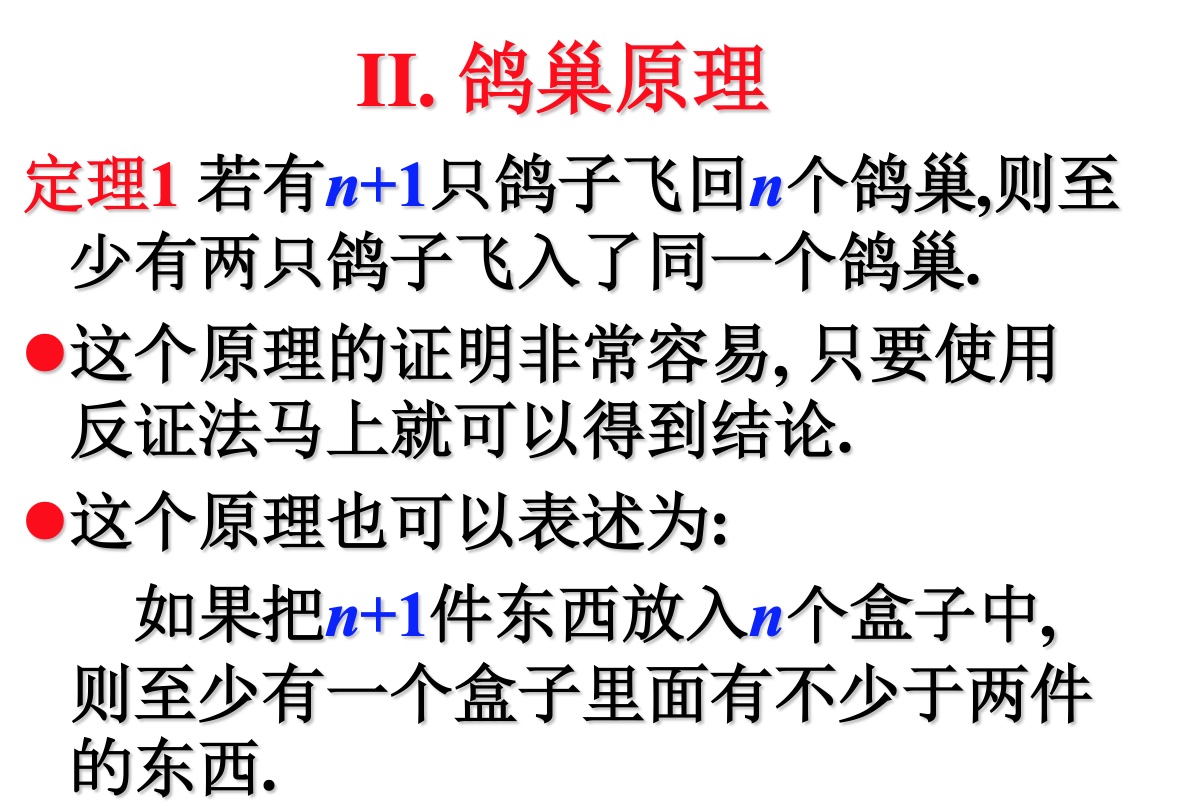 II. 鸽巢原理
定理1 若有n+1只鸽子飞回n个鸽巢,则至
少有两只鸽子飞入了同一个鸽巢.
●这个原理的证明非常容易, 只要使用
反证法马上就可以得到结论.
●这个原理也可以表述为:
如果把n+1件东西放入n个盒子中,
则至少有一个盒子里面有不少于两件
的东西.